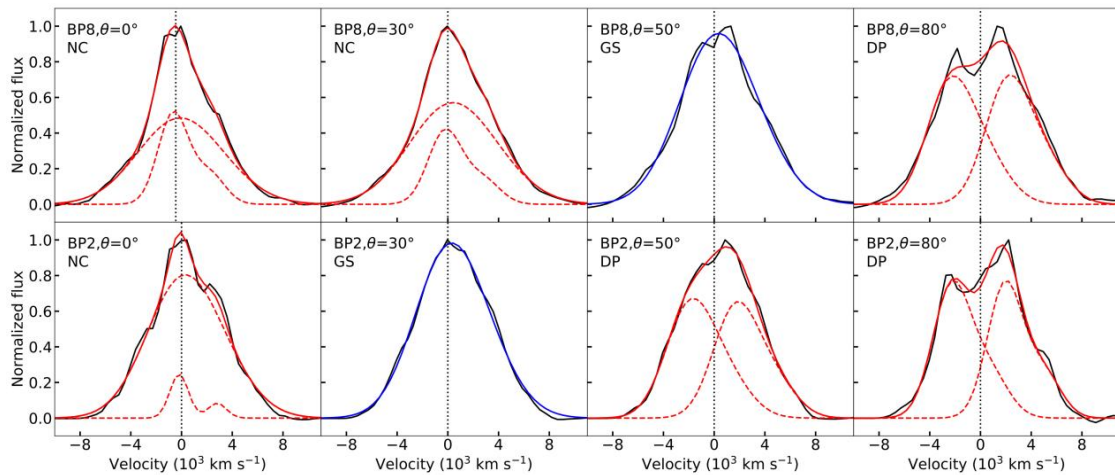 BP8,θ=0°
NC
BP8,θ=30°
NC
BP8,θ=50°
GS
BP8,θ=80°
DP
1.0
0.8
0.6
0.4
0.2
0.0
Normalized flux
BP2,θ=0°
NC
BP2,θ=30°
GS
BP2,θ=50°
DP
BP2,θ=80°
DP
1.0
0.8
0.6
0.4
0.2
0.0
Normalized flux
−8 −4 0 4 8
−8 −4 0 4 8
−8 −4 0 4 8
−8 −4 0 4 8
Velocity (10³ km s⁻¹)
Velocity (10³ km s⁻¹)
Velocity (10³ km s⁻¹)
Velocity (10³ km s⁻¹)